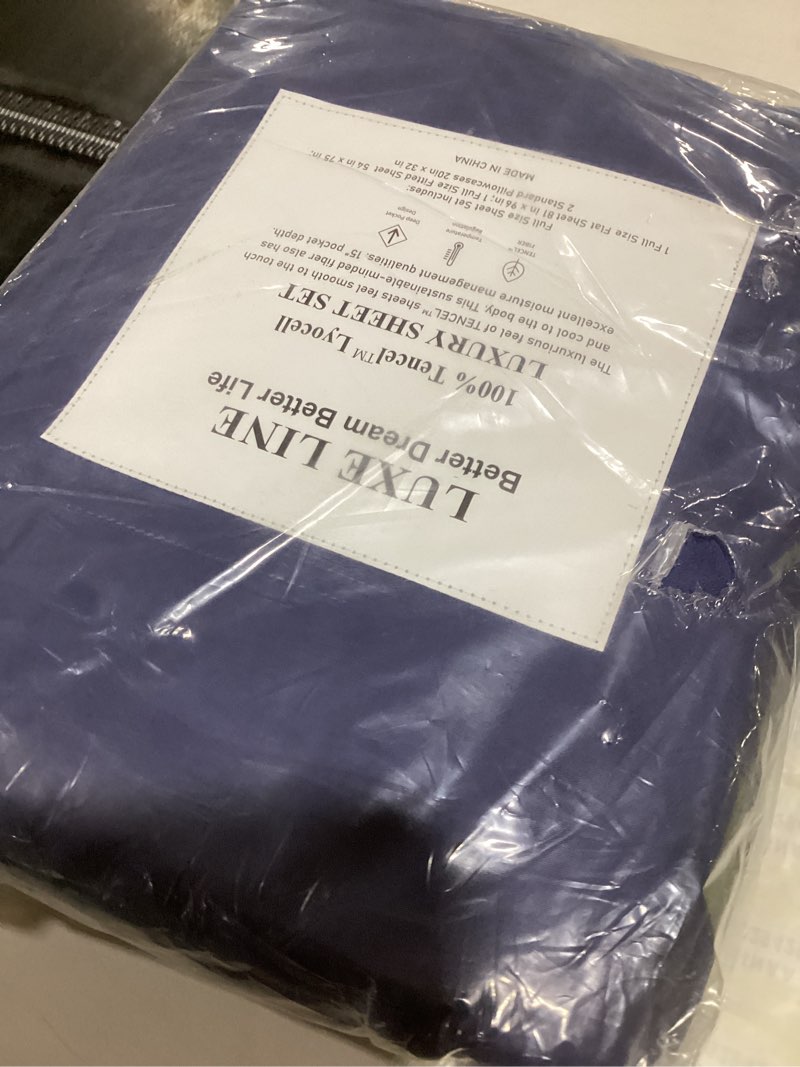 LUXE LINE
Better Dream Better Life
100% Tencel™ Lyocell
LUXURY SHEET SET
The luxurious feel of TENCEL™ sheets feel smooth to the touch
and cool to the body. This sustainable-minded fiber also has
excellent moisture management qualities. 15" pocket depth.
TENCEL™
FIBER
Temperature
Regulation
Deep Pocket
Design
Full Size Sheet Set Includes:
1 Full Size Flat Sheet 81 in x 96 in; 1 Full Size Fitted Sheet 54 in x 75 in;
2 Standard Pillowcases 20in x 32 in
MADE IN CHINA